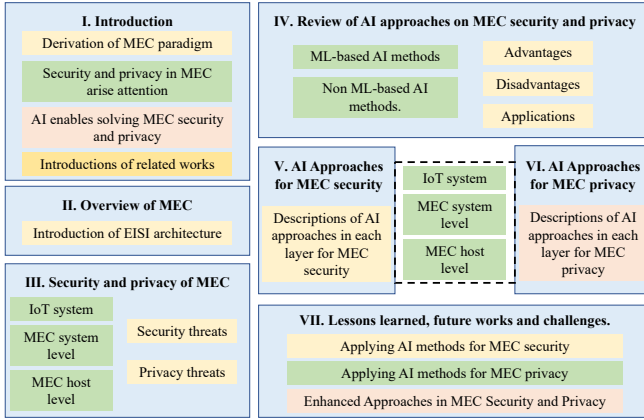 I. Introduction
Derivation of MEC paradigm
Security and privacy in MEC
arise attention
AI enables solving MEC security
and privacy
Introductions of related works
II. Overview of MEC
Introduction of EISI architecture
III. Security and privacy of MEC
IoT system
MEC system
level
MEC host
level
Security threats
Privacy threats
IV. Review of AI approaches on MEC security and privacy
ML-based AI methods
Non ML-based AI
methods.
Advantages
Disadvantages
Applications
V. AI Approaches
for MEC security
Descriptions of AI
approaches in each
layer for MEC
security
IoT system
MEC system
level
MEC host
level
VI. AI Approaches
for MEC privacy
Descriptions of AI
approaches in each
layer for MEC
privacy
VII. Lessons learned, future works and challenges.
Applying AI methods for MEC security
Applying AI methods for MEC privacy
Enhanced Approaches in MEC Security and Privacy